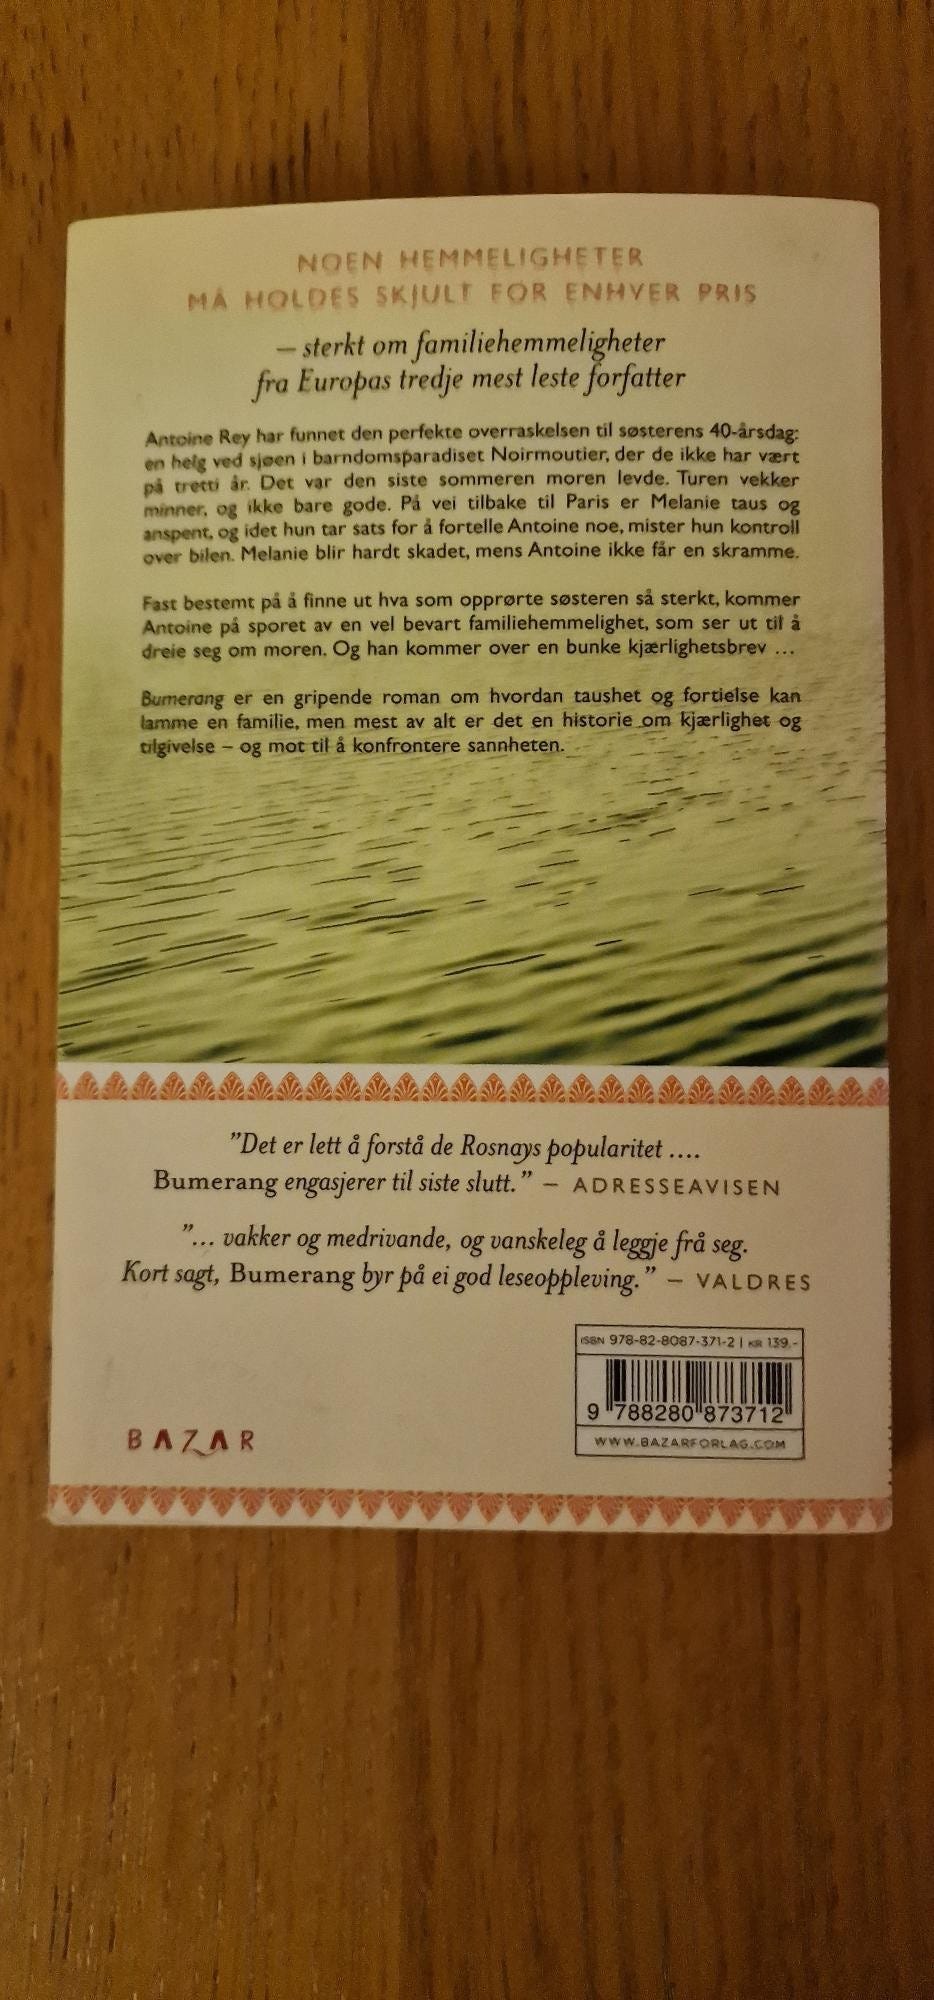 NOEN HEMMELIGHETER
MÅ HOLDES SKJULT FOR ENHVER PRIS
– sterkt om familiehemmeligheter
fra Europas tredje mest leste forfatter
Antoine Rey har funnet den perfekte overraskelsen til søsterens 40-årsdag:
en helg ved sjøen i barndomsparadiset Noirmoutier, der de ikke har vært
på tretti år. Det var den siste sommeren moren levde. Turen vekker
minner, og ikke bare gode. På vei tilbake til Paris er Melanie taus og
anspent, og idet hun tar sats for å fortelle Antoine noe, mister hun kontroll
over bilen. Melanie blir hardt skadet, mens Antoine ikke får en skramme.
Fast bestemt på å finne ut hva som opprørte søsteren så sterkt, kommer
Antoine på sporet av en vel bevart familiehemmelighet, som ser ut til å
dreie seg om moren. Og han kommer over en bunke kjærlighetsbrev ...
Bumerang er en gripende roman om hvordan taushet og fortielse kan
lamme en familie, men mest av alt er det en historie om kjærlighet og
tilgivelse – og mot til å konfrontere sannheten.
"Det er lett å forstå de Rosnays popularitet ....
Bumerang engasjerer til siste slutt." – ADRESSEAVISEN
"... vakker og medrivande, og vanskeleg å leggje frå seg.
Kort sagt, Bumerang byr på ei god leseoppleving." – VALDRES
ISBN 978-82-8087-371-2 | KR 139.-
9 788280 873712
WWW.BAZARFORLAG.COM
BAZAR